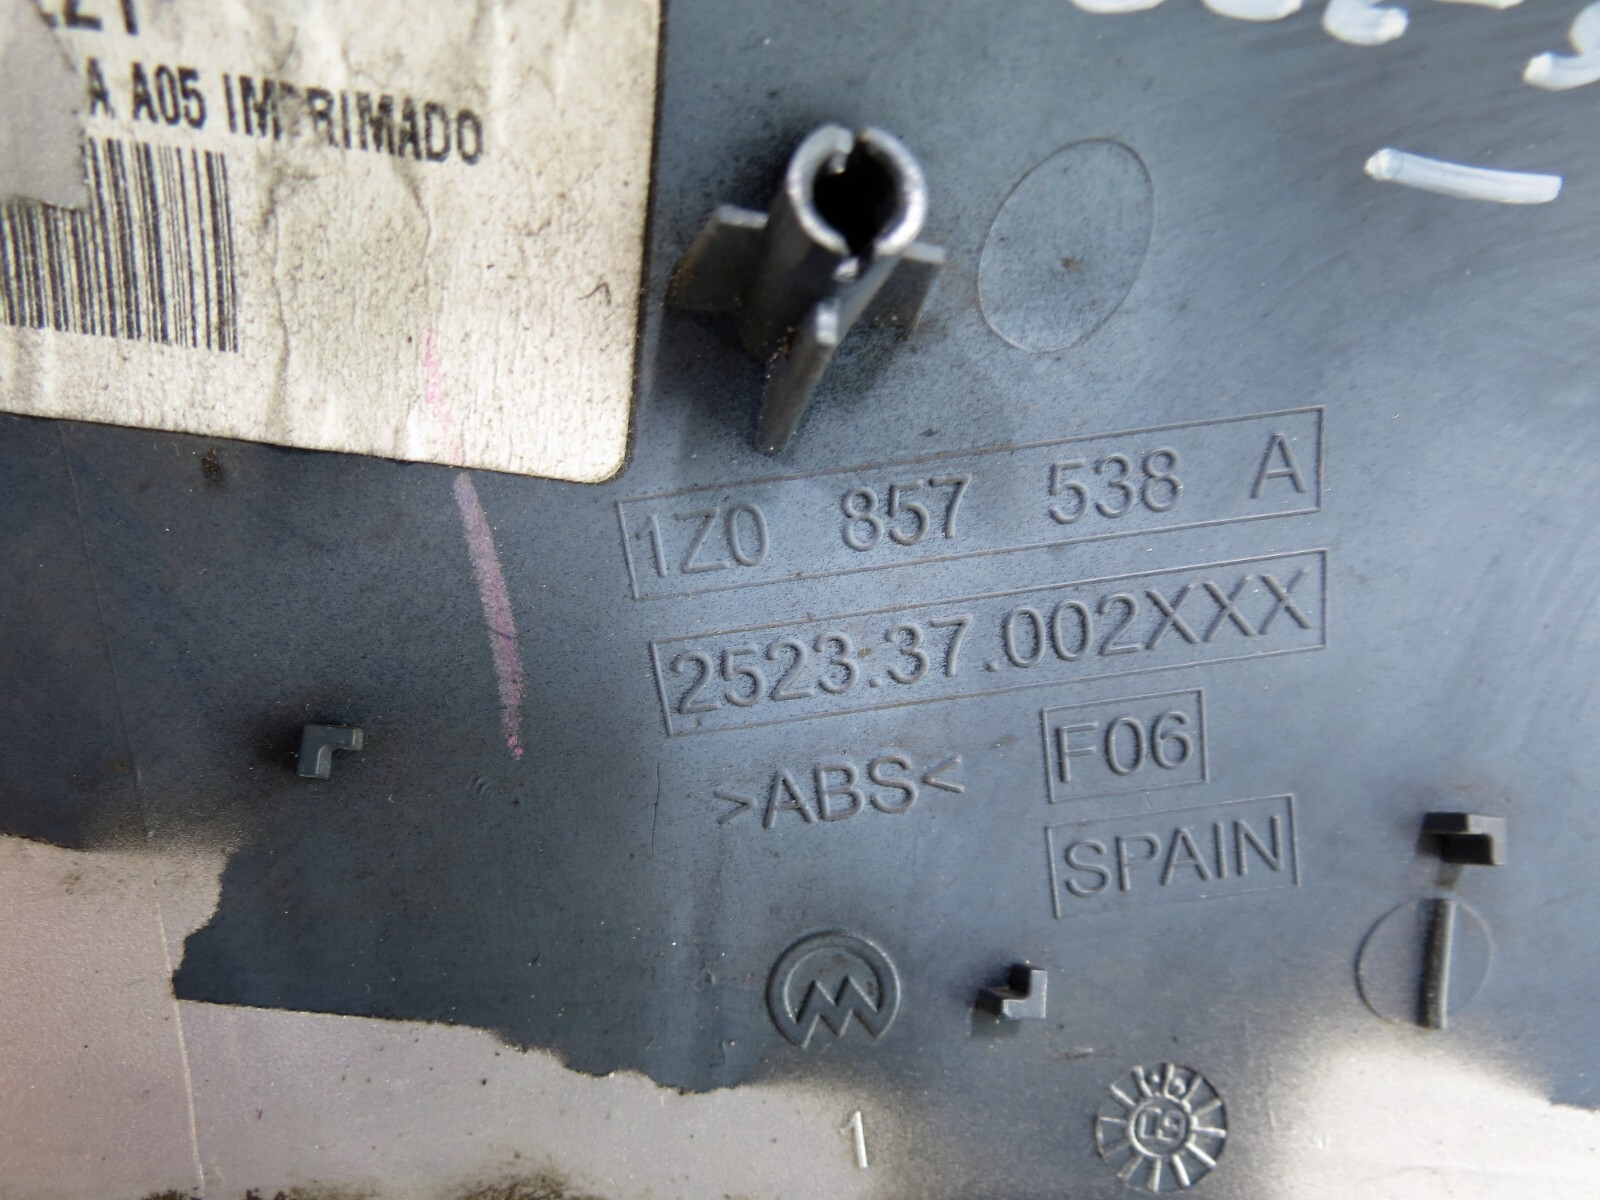 A A05 IMPRIMADO
1Z0 857 538 A
2523.37.002XXX
>ABS<
F06
SPAIN
1